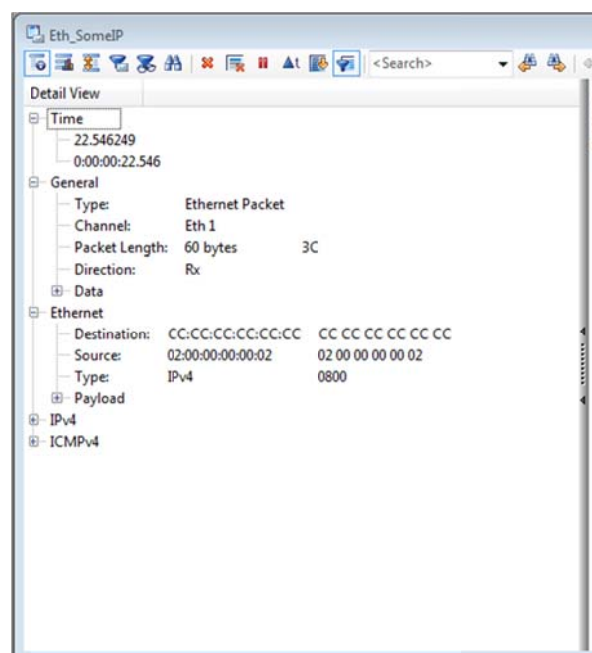 Eth_SomeIP
<Search>
Detail View
Time
22.546249
0:00:00:22.546
General
Type: Ethernet Packet
Channel: Eth 1
Packet Length: 60 bytes 3C
Direction: Rx
Data
Ethernet
Destination: CC:CC:CC:CC:CC:CC CC CC CC CC CC CC
Source: 02:00:00:00:00:02 02 00 00 00 00 02
Type: IPv4 0800
Payload
IPv4
ICMPv4